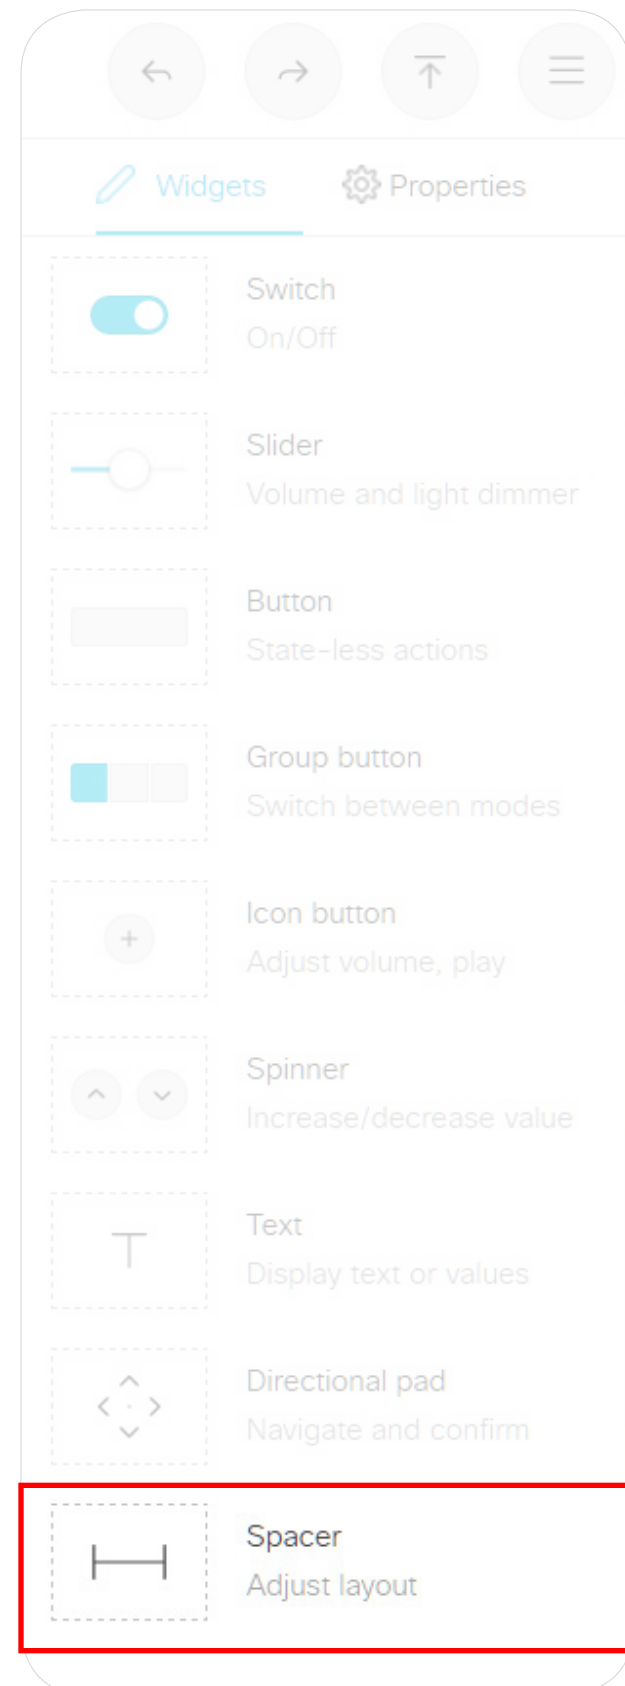 Widgets
Properties
Switch
On/Off
Slider
Volume and light dimmer
Button
State-less actions
Group button
Switch between modes
Icon button
Adjust volume, play
Spinner
Increase/decrease value
Text
Display text or values
Directional pad
Navigate and confirm
Spacer
Adjust layout